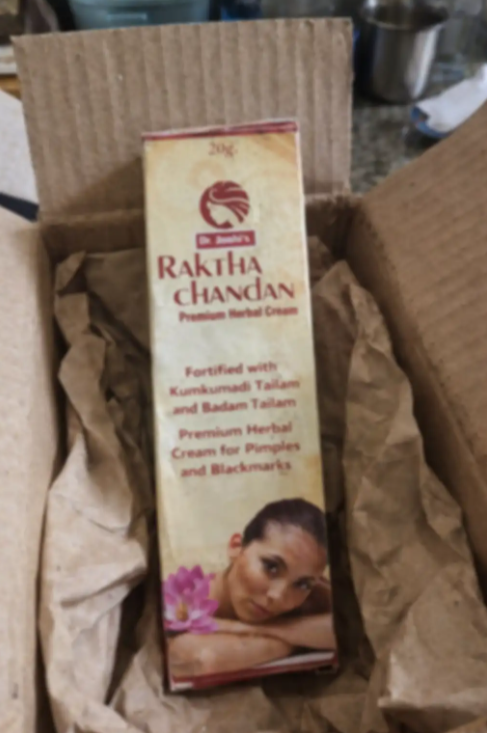 20g.
Dr. Joshi's
RAKTHA
CHANDAN
Premium Herbal Cream
Fortified with
Kumkumadi Tailam
and Badam Tailam
Premium Herbal
Cream for Pimples
and Blackmarks